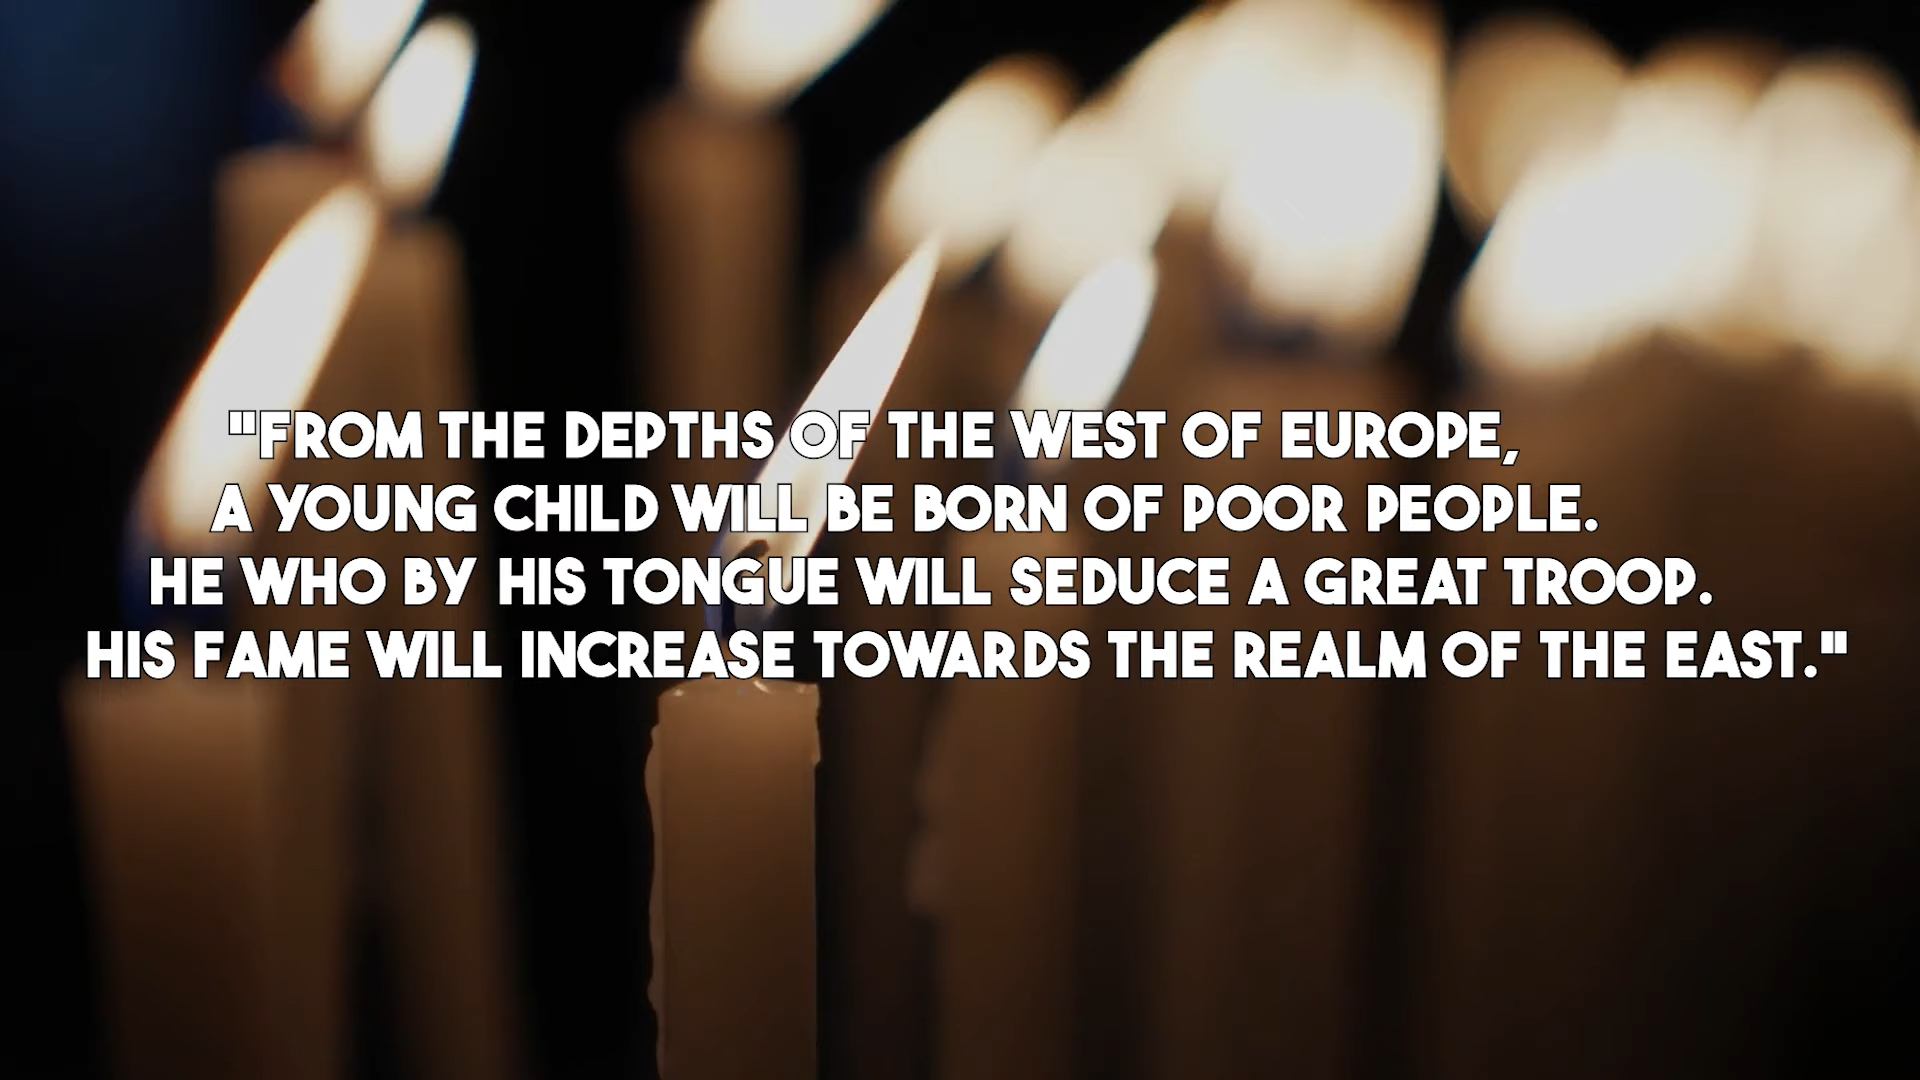 "FROM THE DEPTHS OF THE WEST OF EUROPE,
A YOUNG CHILD WILL BE BORN OF POOR PEOPLE.
HE WHO BY HIS TONGUE WILL SEDUCE A GREAT TROOP.
HIS FAME WILL INCREASE TOWARDS THE REALM OF THE EAST."